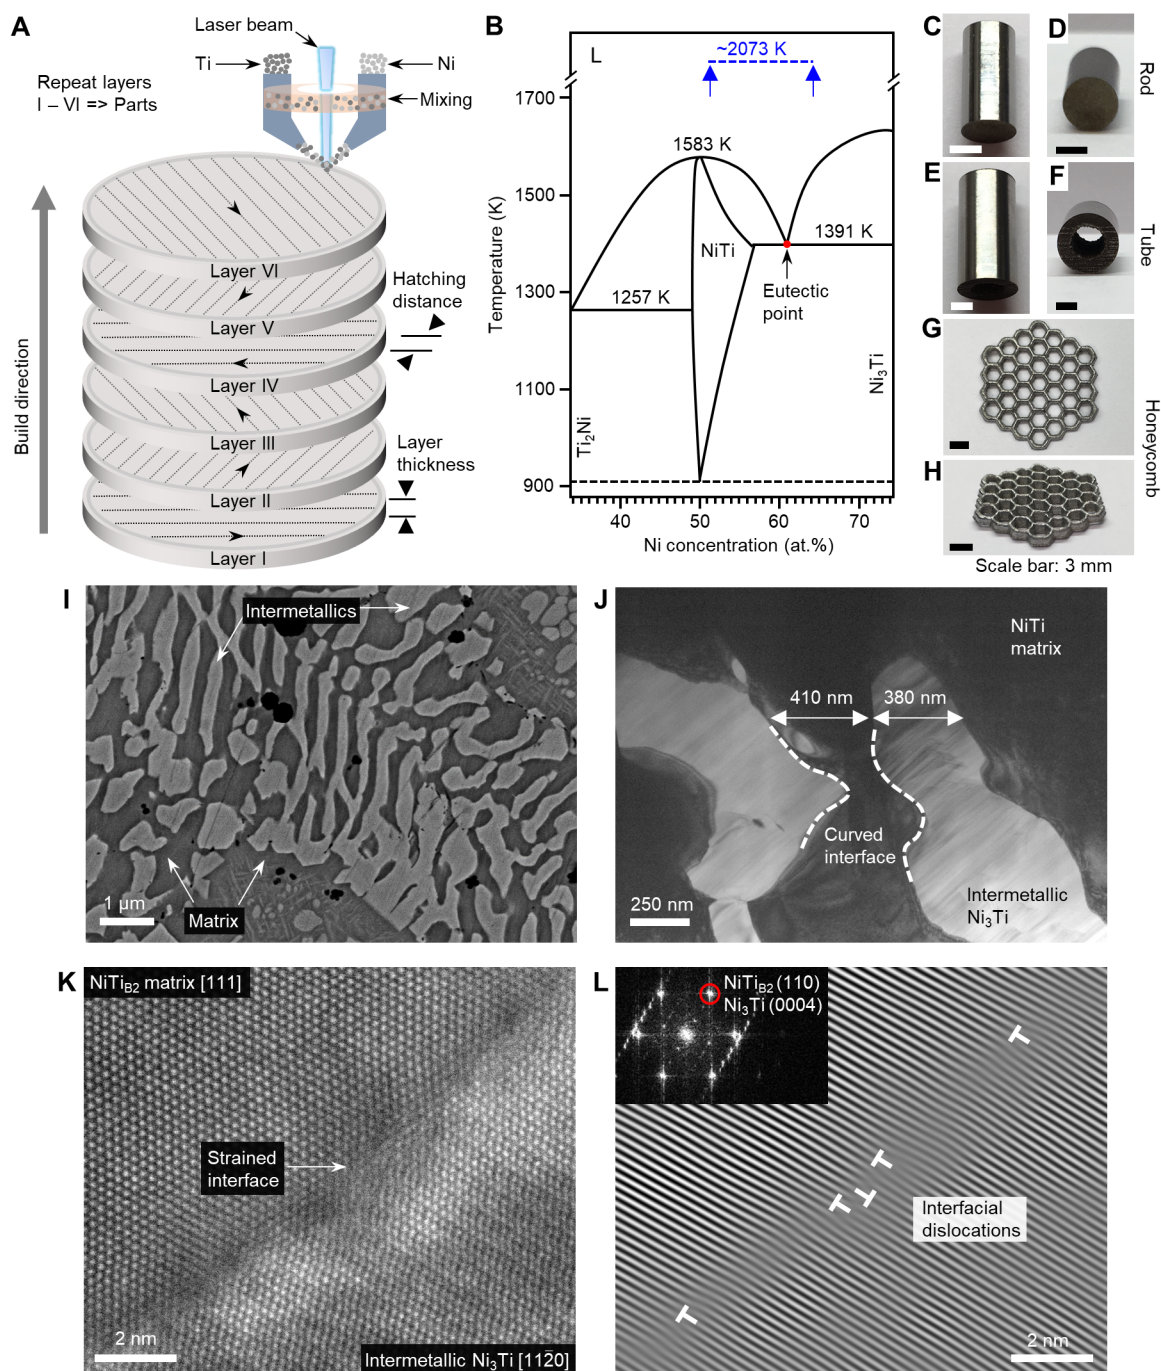 A
Laser beam
Ti
Ni
Repeat layers
I – VI => Parts
Mixing
Build direction
Layer VI
Layer V
Layer IV
Layer III
Layer II
Layer I
Hatching
distance
Layer
thickness
B
L
~2073 K
1700
1583 K
1500
NiTi
1391 K
Eutectic
point
1300
1257 K
1100
900
Temperature (K)
Ti₂Ni
Ni₃Ti
40
50
60
70
Ni concentration (at.%)
C
D
Rod
E
F
Tube
G
H
Honeycomb
Scale bar: 3 mm
I
Intermetallics
Matrix
1 μm
J
NiTi
matrix
410 nm
380 nm
Curved
interface
Intermetallic
Ni₃Ti
250 nm
K
NiTi_B2 matrix [111]
Strained
interface
2 nm
Intermetallic Ni₃Ti [112̄0]
L
NiTi_B2 (110)
Ni₃Ti (0004)
Interfacial
dislocations
2 nm